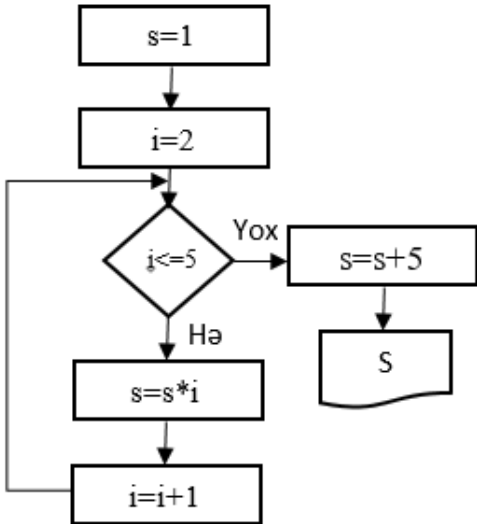 s=1
i=2
i<=5
Yox
s=s+5
S
Hə
s=s*i
i=i+1